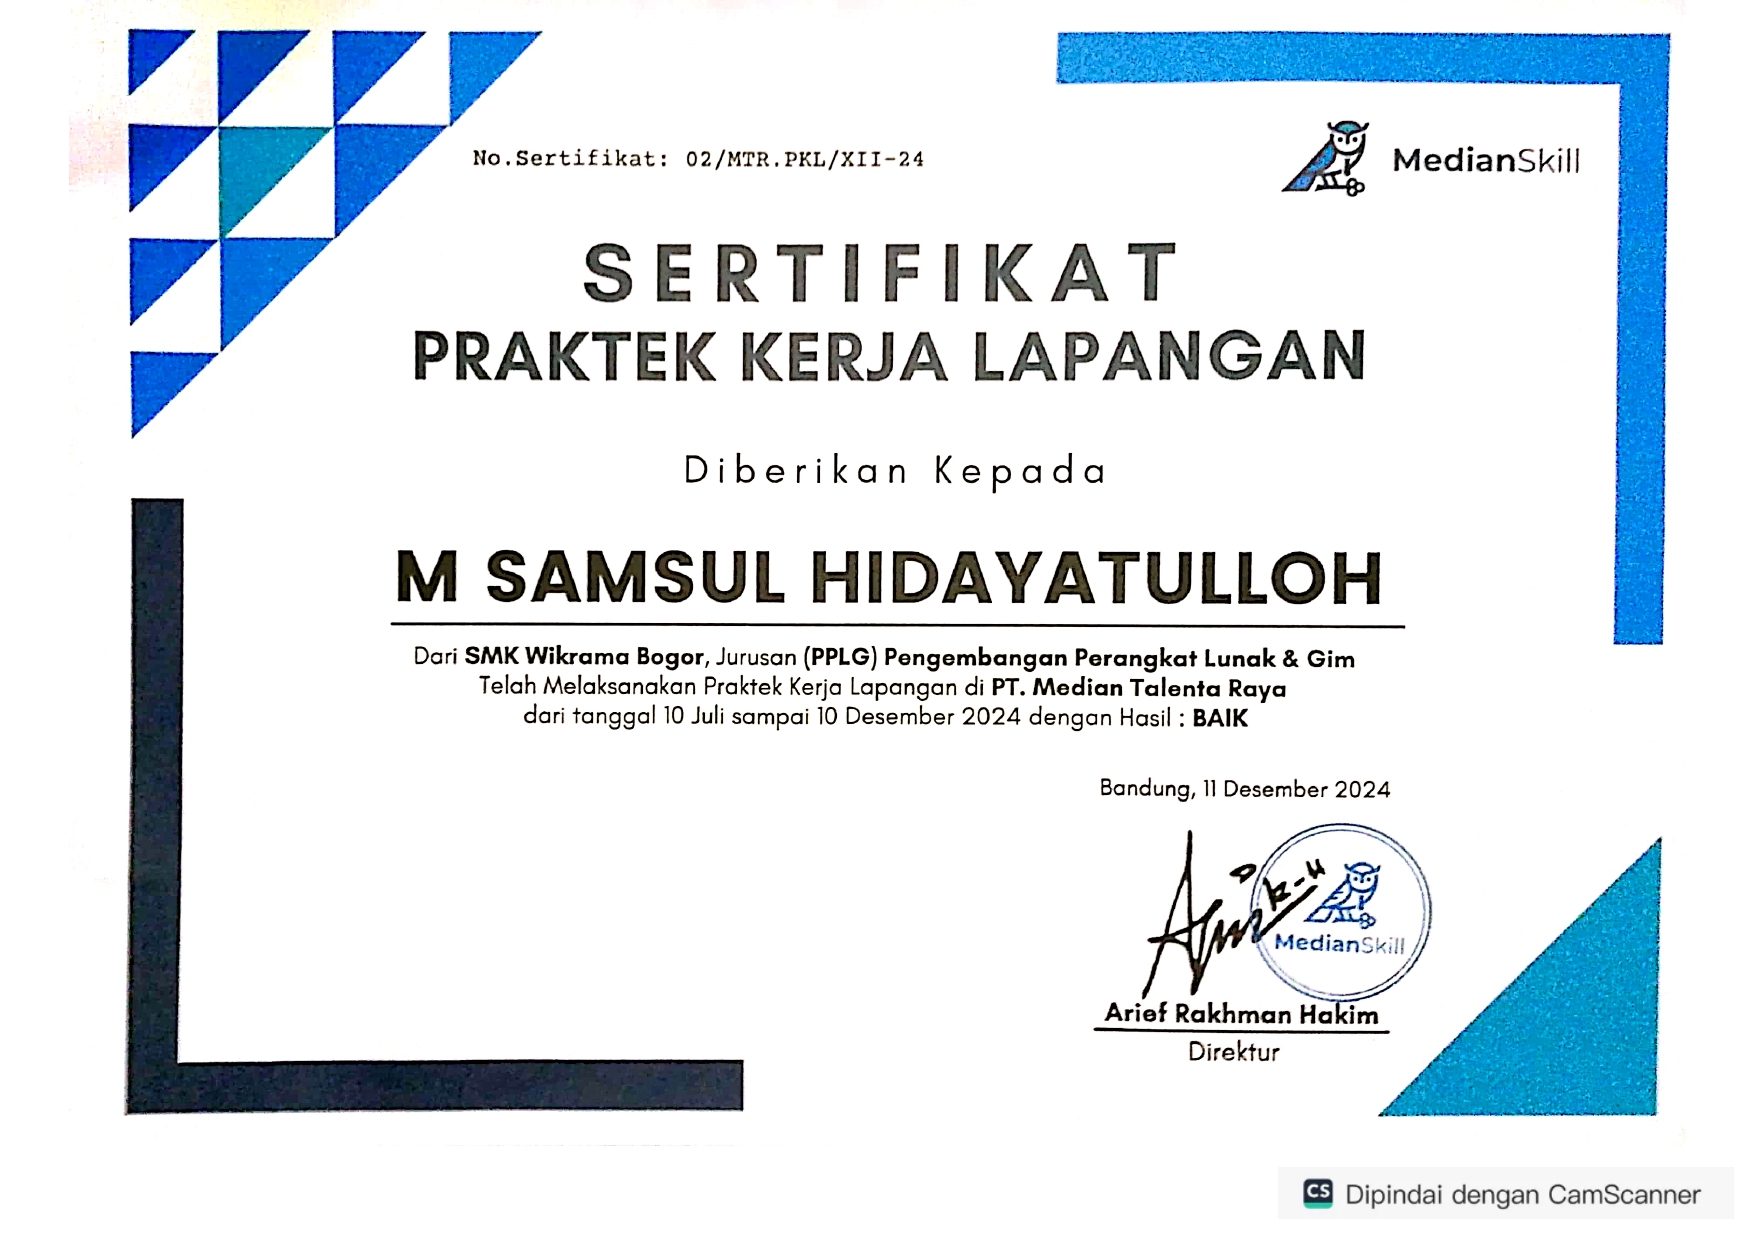 No.Sertifikat: 02/MTR.PKL/XII-24
MedianSkill
SERTIFIKAT
PRAKTEK KERJA LAPANGAN
Diberikan Kepada
M SAMSUL HIDAYATULLOH
Dari SMK Wikrama Bogor, Jurusan (PPLG) Pengembangan Perangkat Lunak & Gim
Telah Melaksanakan Praktek Kerja Lapangan di PT. Median Talenta Raya
dari tanggal 10 Juli sampai 10 Desember 2024 dengan Hasil : BAIK
Bandung, 11 Desember 2024
MedianSkill
Arief Rakhman Hakim
Direktur
CS Dipindai dengan CamScanner